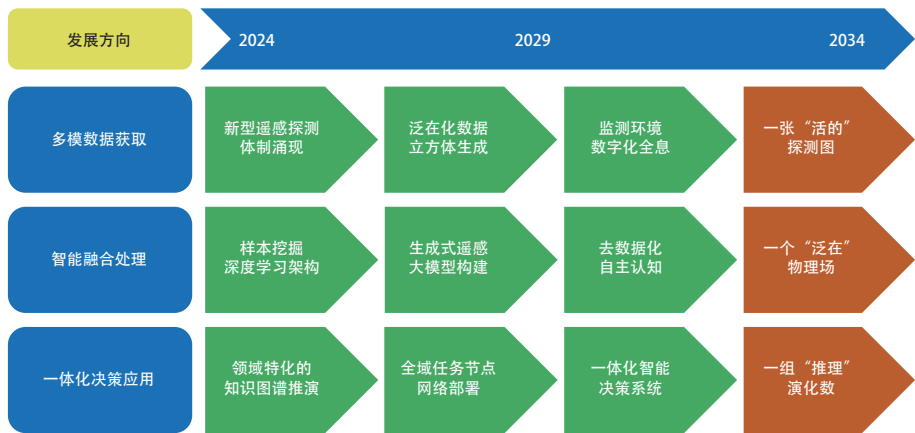 发展方向
2024
2029
2034
多模数据获取
新型遥感探测
体制涌现
泛在化数据
立方体生成
监测环境
数字化全息
一张“活的”
探测图
智能融合处理
样本挖掘
深度学习架构
生成式遥感
大模型构建
去数据化
自主认知
一个“泛在”
物理场
一体化决策应用
领域特化的
知识图谱推演
全域任务节点
网络部署
一体化智能
决策系统
一组“推理”
演化数